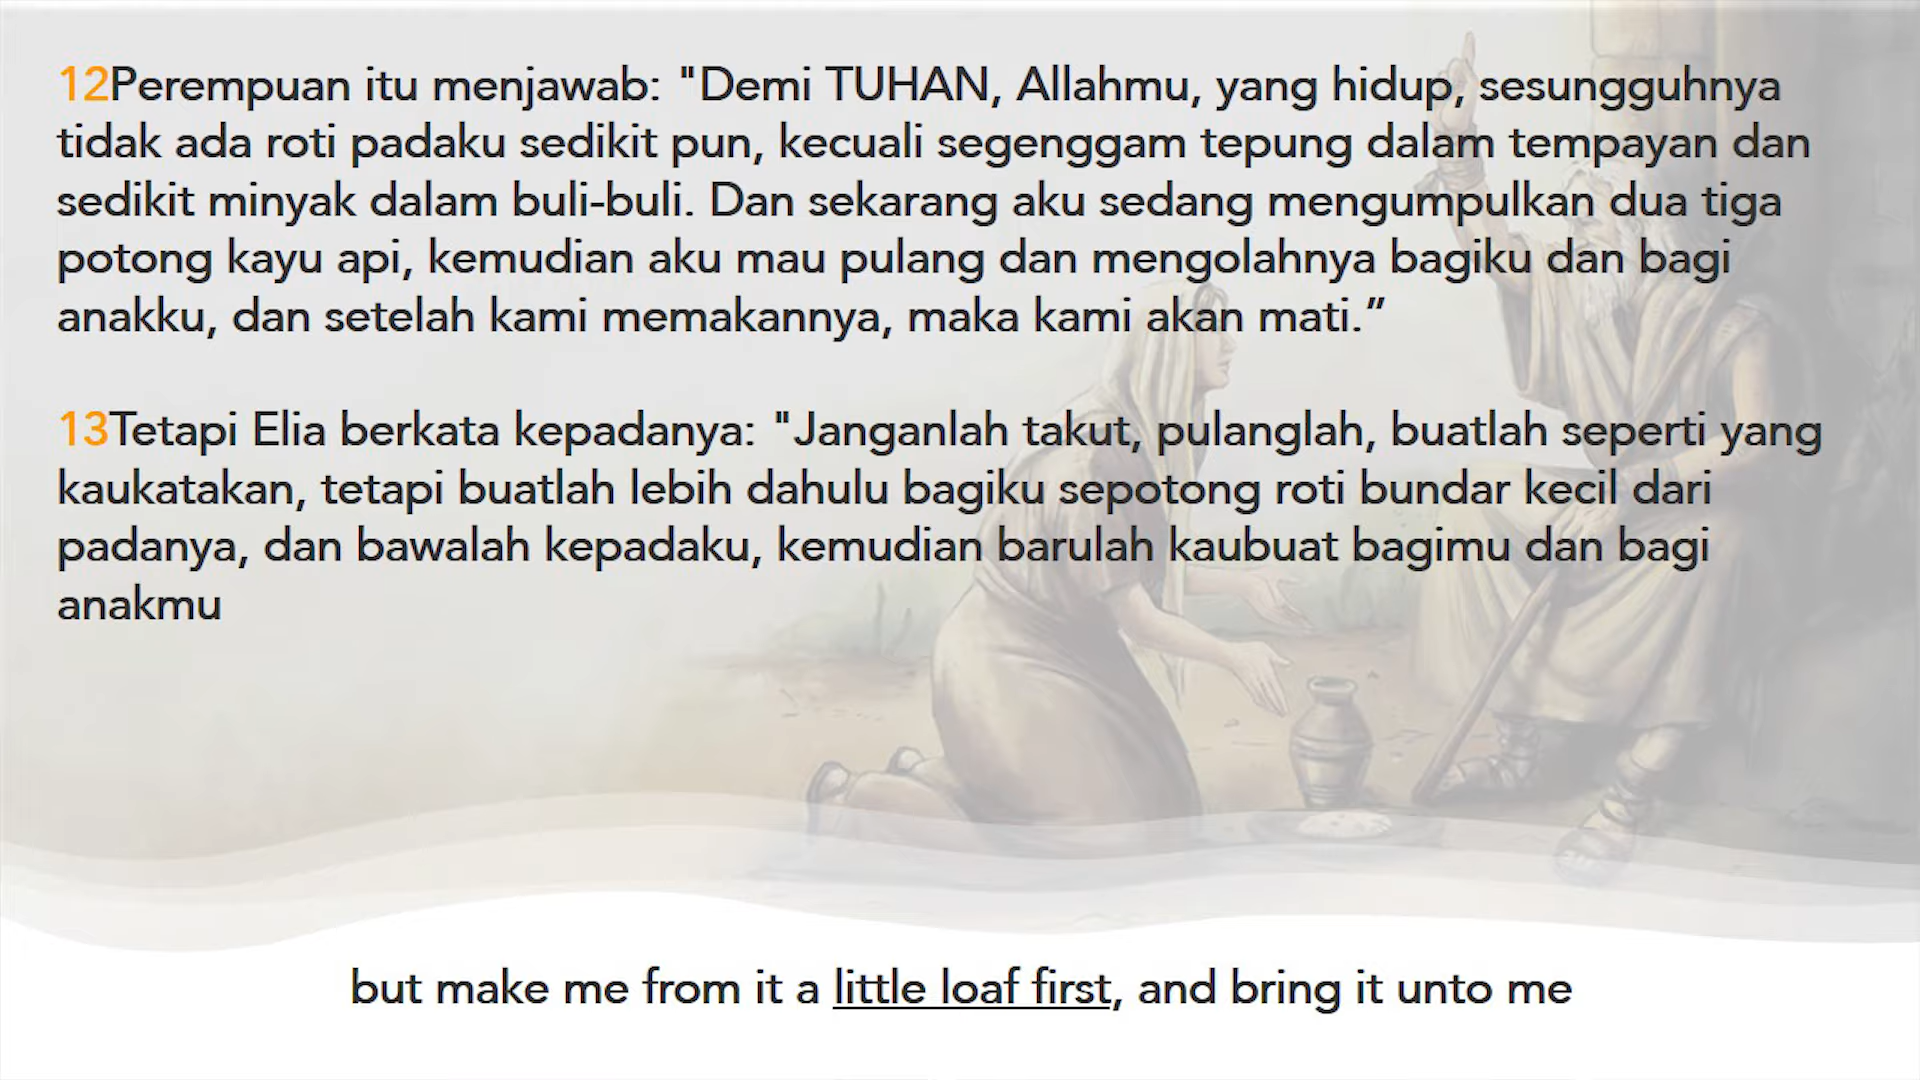 12Perempuan itu menjawab: "Demi TUHAN, Allahmu, yang hidup, sesungguhnya
tidak ada roti padaku sedikit pun, kecuali segenggam tepung dalam tempayan dan
sedikit minyak dalam buli-buli. Dan sekarang aku sedang mengumpulkan dua tiga
potong kayu api, kemudian aku mau pulang dan mengolahnya bagiku dan bagi
anakku, dan setelah kami memakannya, maka kami akan mati.”
13Tetapi Elia berkata kepadanya: "Janganlah takut, pulanglah, buatlah seperti yang
kaukatakan, tetapi buatlah lebih dahulu bagiku sepotong roti bundar kecil dari
padanya, dan bawalah kepadaku, kemudian barulah kaubuat bagimu dan bagi
anakmu
but make me from it a little loaf first, and bring it unto me